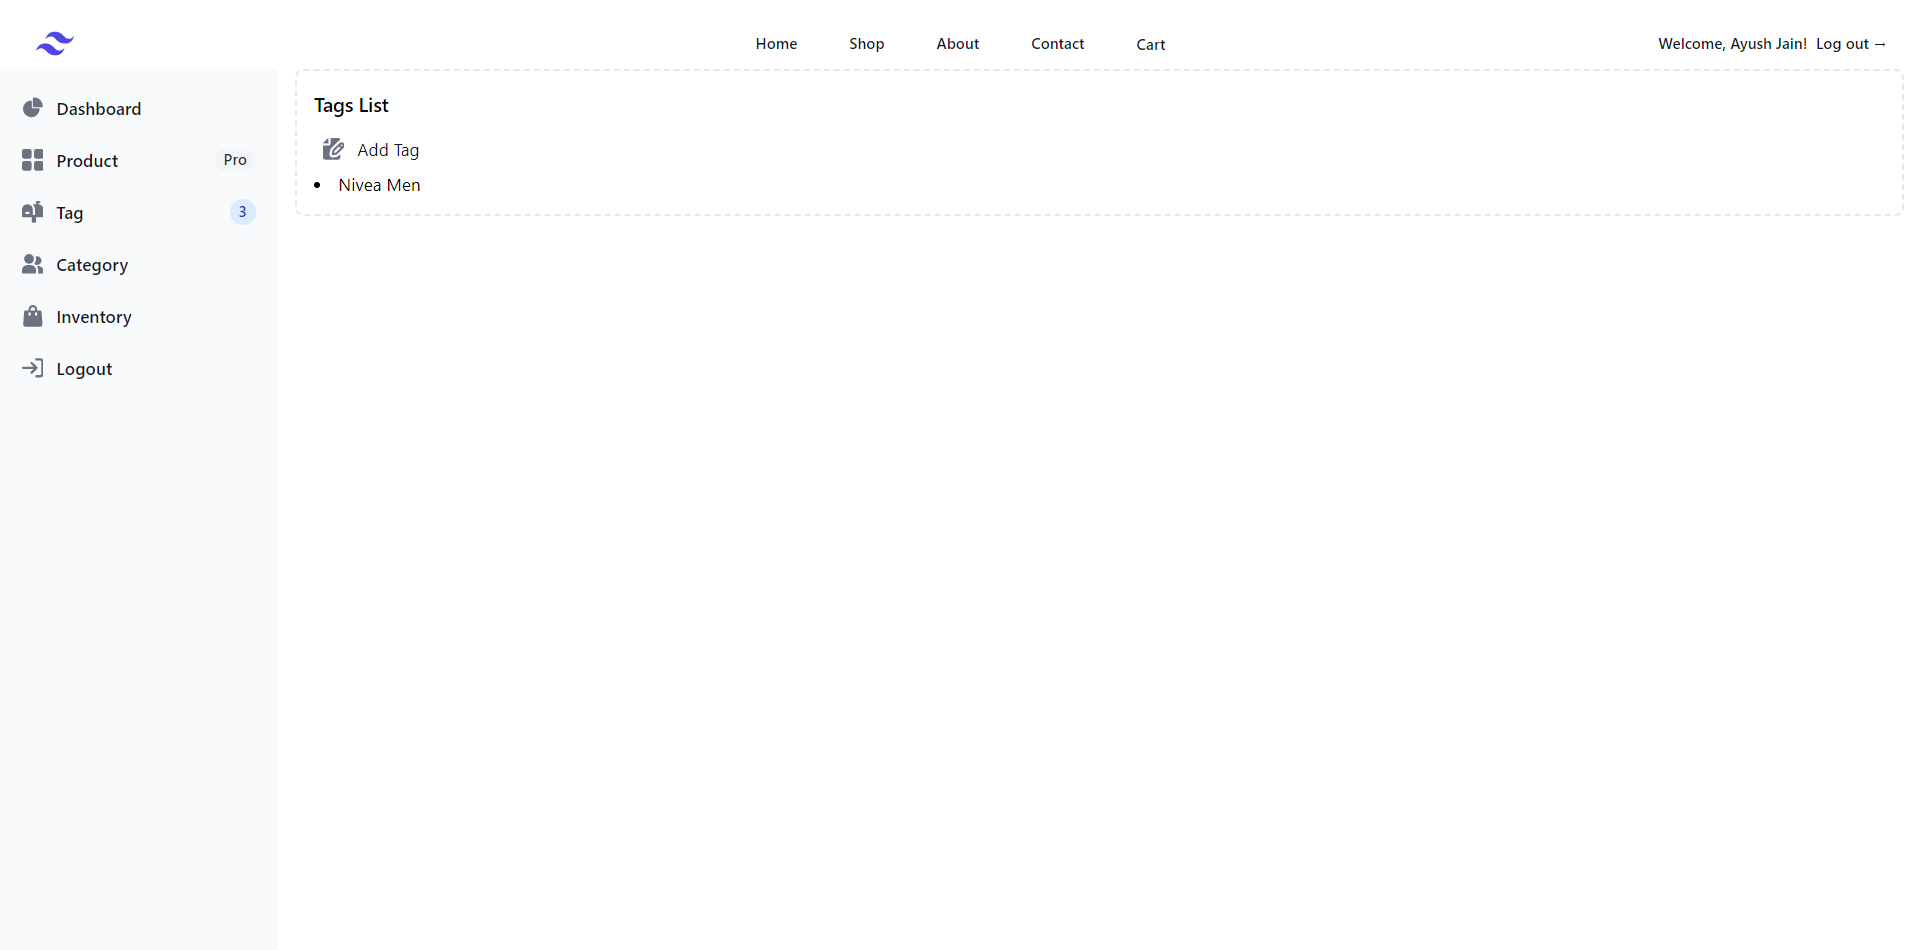 Home Shop About Contact Cart Welcome, Ayush Jain! Log out →
Dashboard
Product Pro
Tag 3
Category
Inventory
Logout
Tags List
Add Tag
• Nivea Men